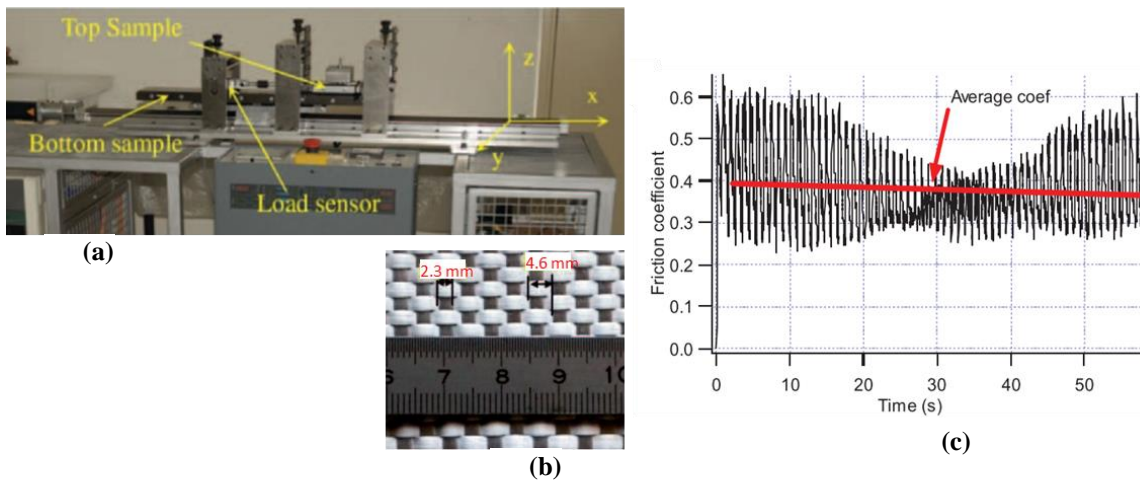 Top Sample
z
x
Bottom sample
y
Load sensor
(a)
2.3 mm
4.6 mm
6 7 8 9 10
(b)
Average coef
Friction coefficient
0.6
0.5
0.4
0.3
0.2
0.1
0.0
0 10 20 30 40 50
Time (s)
(c)